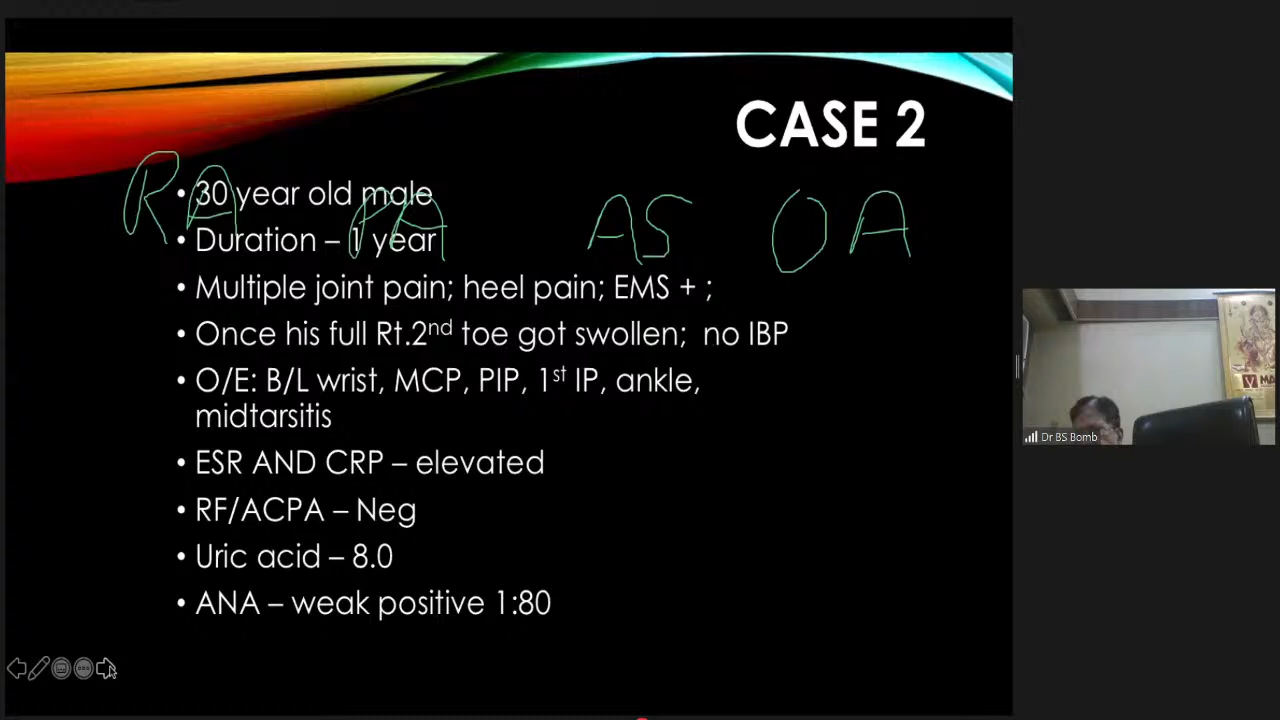 CASE 2
RA PA AS OA
• 30 year old male
• Duration – 1 year
• Multiple joint pain; heel pain; EMS + ;
• Once his full Rt.2nd toe got swollen; no IBP
• O/E: B/L wrist, MCP, PIP, 1st IP, ankle,
midtarsitis
• ESR AND CRP – elevated
• RF/ACPA – Neg
• Uric acid – 8.0
• ANA – weak positive 1:80
Dr BS Bomb